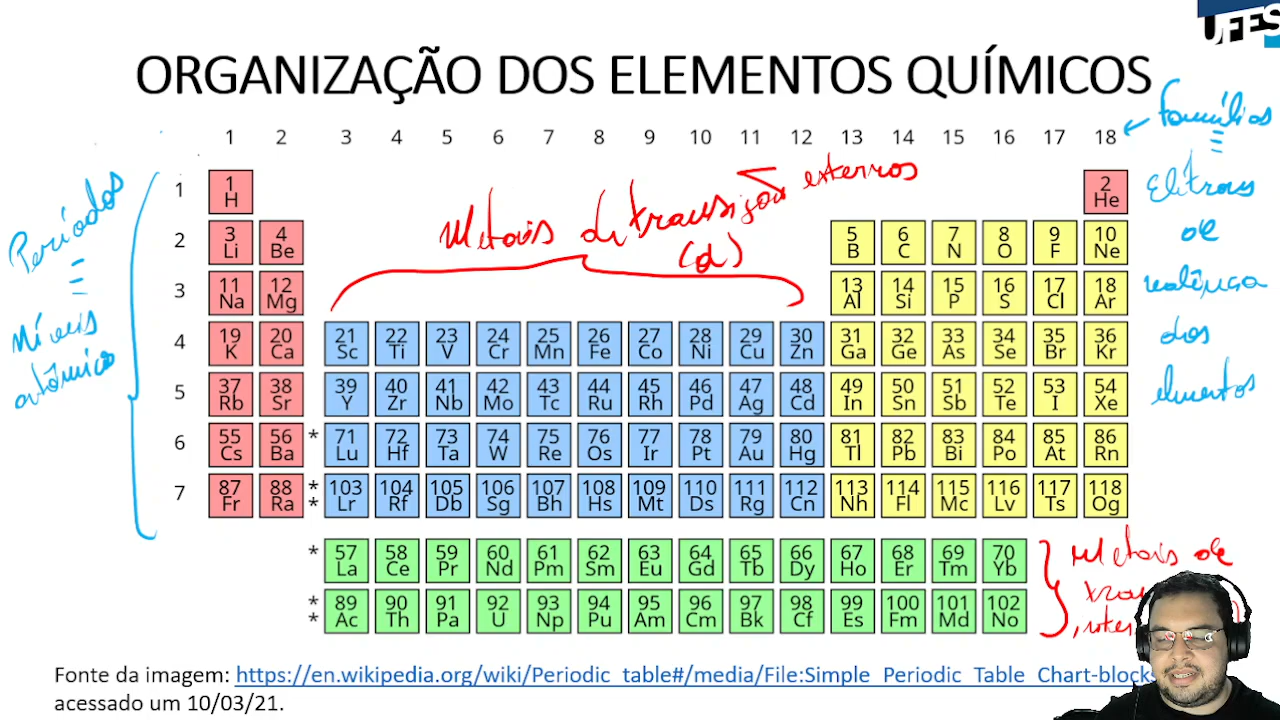 UFES
ORGANIZAÇÃO DOS ELEMENTOS QUÍMICOS
Famílias
Elétrons
de
valência
dos
elementos
Períodos
Níveis
atômicos
Metais de transição externos
(d)
1 2 3 4 5 6 7 8 9 10 11 12 13 14 15 16 17 18
1 1 2
H He
2 3 4 5 6 7 8 9 10
Li Be B C N O F Ne
3 11 12 13 14 15 16 17 18
Na Mg Al Si P S Cl Ar
4 19 20 21 22 23 24 25 26 27 28 29 30 31 32 33 34 35 36
K Ca Sc Ti V Cr Mn Fe Co Ni Cu Zn Ga Ge As Se Br Kr
5 37 38 39 40 41 42 43 44 45 46 47 48 49 50 51 52 53 54
Rb Sr Y Zr Nb Mo Tc Ru Rh Pd Ag Cd In Sn Sb Te I Xe
6 55 56 * 71 72 73 74 75 76 77 78 79 80 81 82 83 84 85 86
Cs Ba Lu Hf Ta W Re Os Ir Pt Au Hg Tl Pb Bi Po At Rn
7 87 88 * 103 104 105 106 107 108 109 110 111 112 113 114 115 116 117 118
Fr Ra * Lr Rf Db Sg Bh Hs Mt Ds Rg Cn Nh Fl Mc Lv Ts Og
* 57 58 59 60 61 62 63 64 65 66 67 68 69 70
La Ce Pr Nd Pm Sm Eu Gd Tb Dy Ho Er Tm Yb
* 89 90 91 92 93 94 95 96 97 98 99 100 101 102
* Ac Th Pa U Np Pu Am Cm Bk Cf Es Fm Md No
Metais de
Fonte da imagem: https://en.wikipedia.org/wiki/Periodic_table#/media/File:Simple_Periodic_Table_Chart-blocks
acessado um 10/03/21.